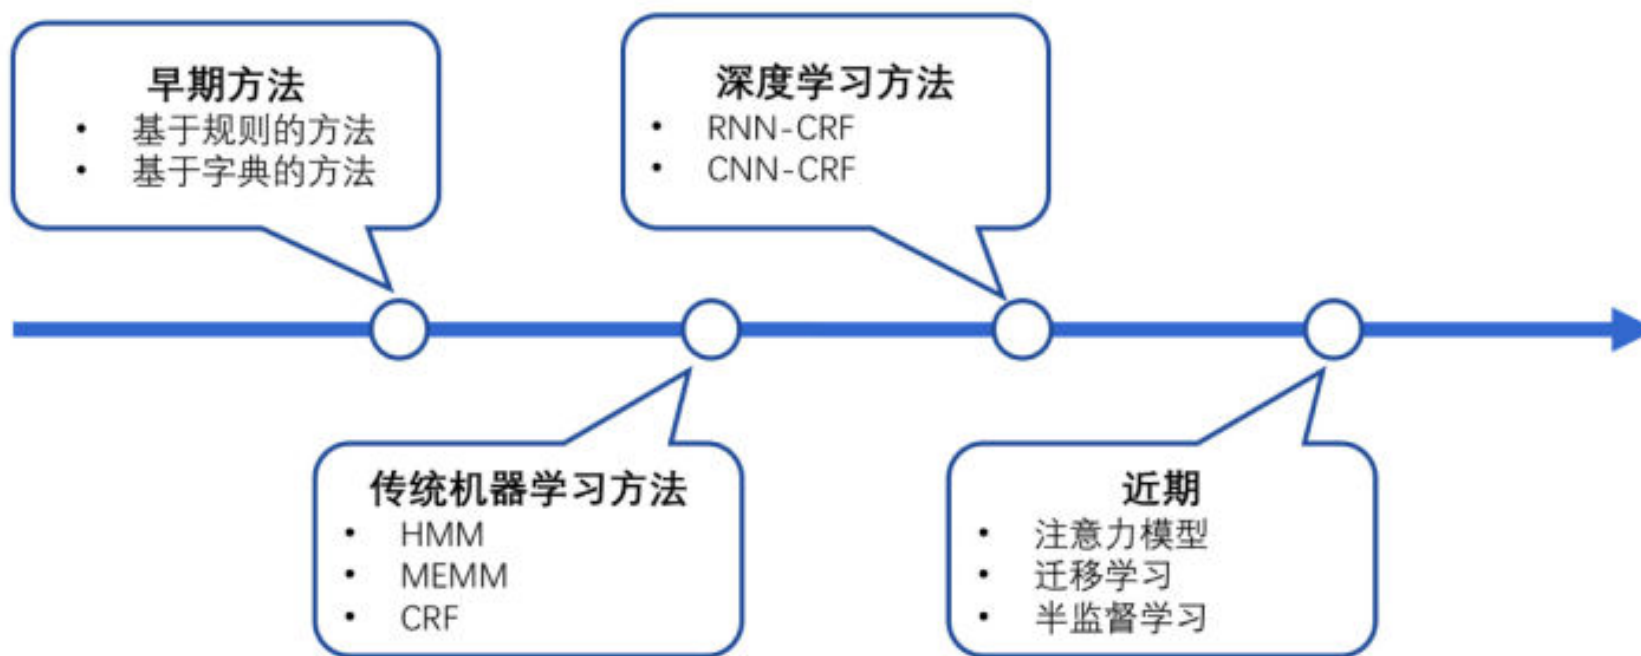 早期方法
• 基于规则的方法
• 基于字典的方法
深度学习方法
• RNN-CRF
• CNN-CRF
传统机器学习方法
• HMM
• MEMM
• CRF
近期
• 注意力模型
• 迁移学习
• 半监督学习